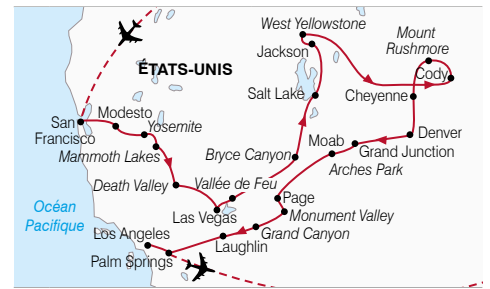 West Yellowstone
Mount
Rushmore
Jackson
ÉTATS-UNIS
Cody
Salt Lake
Cheyenne
Modesto
San
Francisco
Yosemite
Denver
Moab
Grand Junction
Mammoth Lakes
Bryce Canyon
Arches Park
Death Valley
Vallée de Feu
Page
Océan
Pacifique
Las Vegas
Monument Valley
Los Angeles
Grand Canyon
Laughlin
Palm Springs